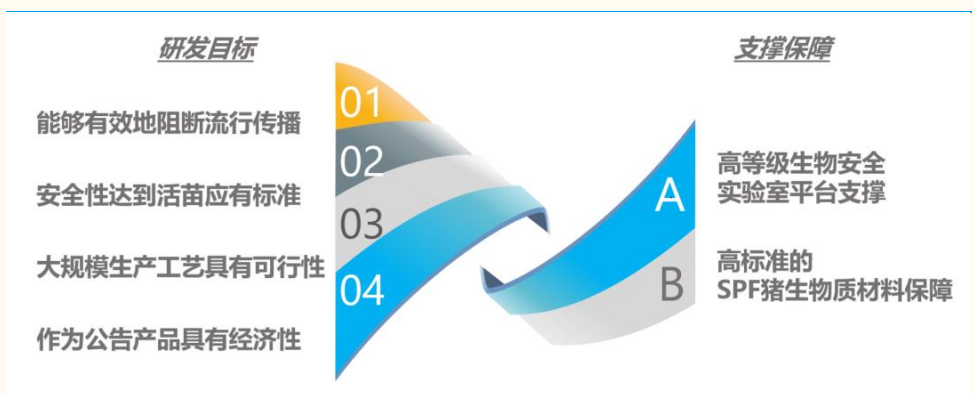 研发目标
能够有效地阻断流行传播
安全性达到活苗应有标准
大规模生产工艺具有可行性
作为公告产品具有经济性
01
02
03
04
支撑保障
A
高等级生物安全
实验室平台支撑
B
高标准的
SPF猪生物质材料保障